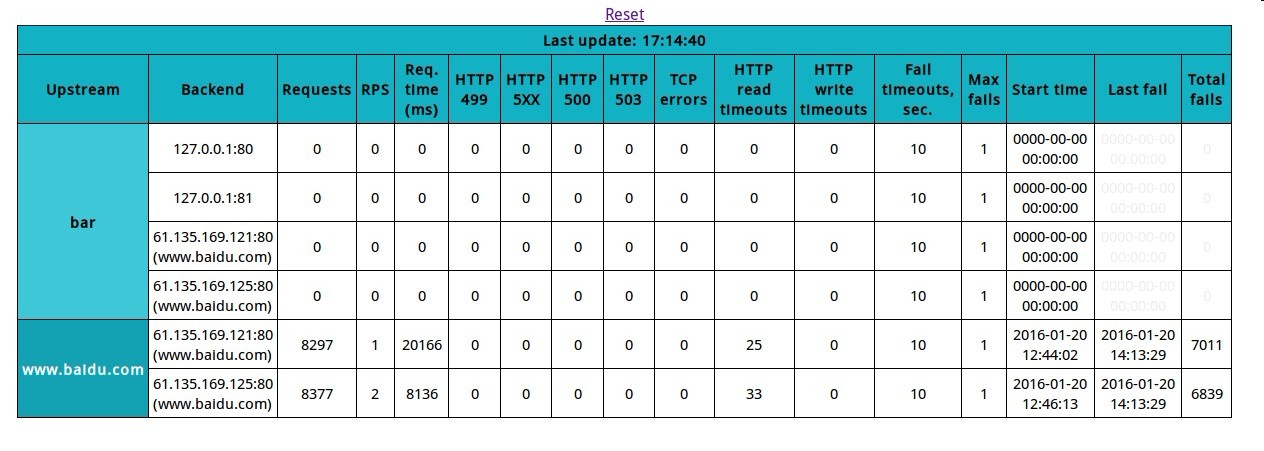 Reset
Last update: 17:14:40
Upstream Backend Requests RPS Req. time (ms) HTTP 499 HTTP 5XX HTTP 500 HTTP 503 TCP errors HTTP read timeouts HTTP write timeouts Fail timeouts, sec. Max fails Start time Last fail Total fails
bar
127.0.0.1:80 0 0 0 0 0 0 0 0 0 0 10 1 0000-00-00 00:00:00 0000-00-00 00:00:00 0
127.0.0.1:81 0 0 0 0 0 0 0 0 0 0 10 1 0000-00-00 00:00:00 0000-00-00 00:00:00 0
61.135.169.121:80 (www.baidu.com) 0 0 0 0 0 0 0 0 0 0 10 1 0000-00-00 00:00:00 0000-00-00 00:00:00 0
61.135.169.125:80 (www.baidu.com) 0 0 0 0 0 0 0 0 0 0 10 1 0000-00-00 00:00:00 0000-00-00 00:00:00 0
www.baidu.com
61.135.169.121:80 (www.baidu.com) 8297 1 20166 0 0 0 0 0 25 0 10 1 2016-01-20 12:44:02 2016-01-20 14:13:29 7011
61.135.169.125:80 (www.baidu.com) 8377 2 8136 0 0 0 0 0 33 0 10 1 2016-01-20 12:46:13 2016-01-20 14:13:29 6839